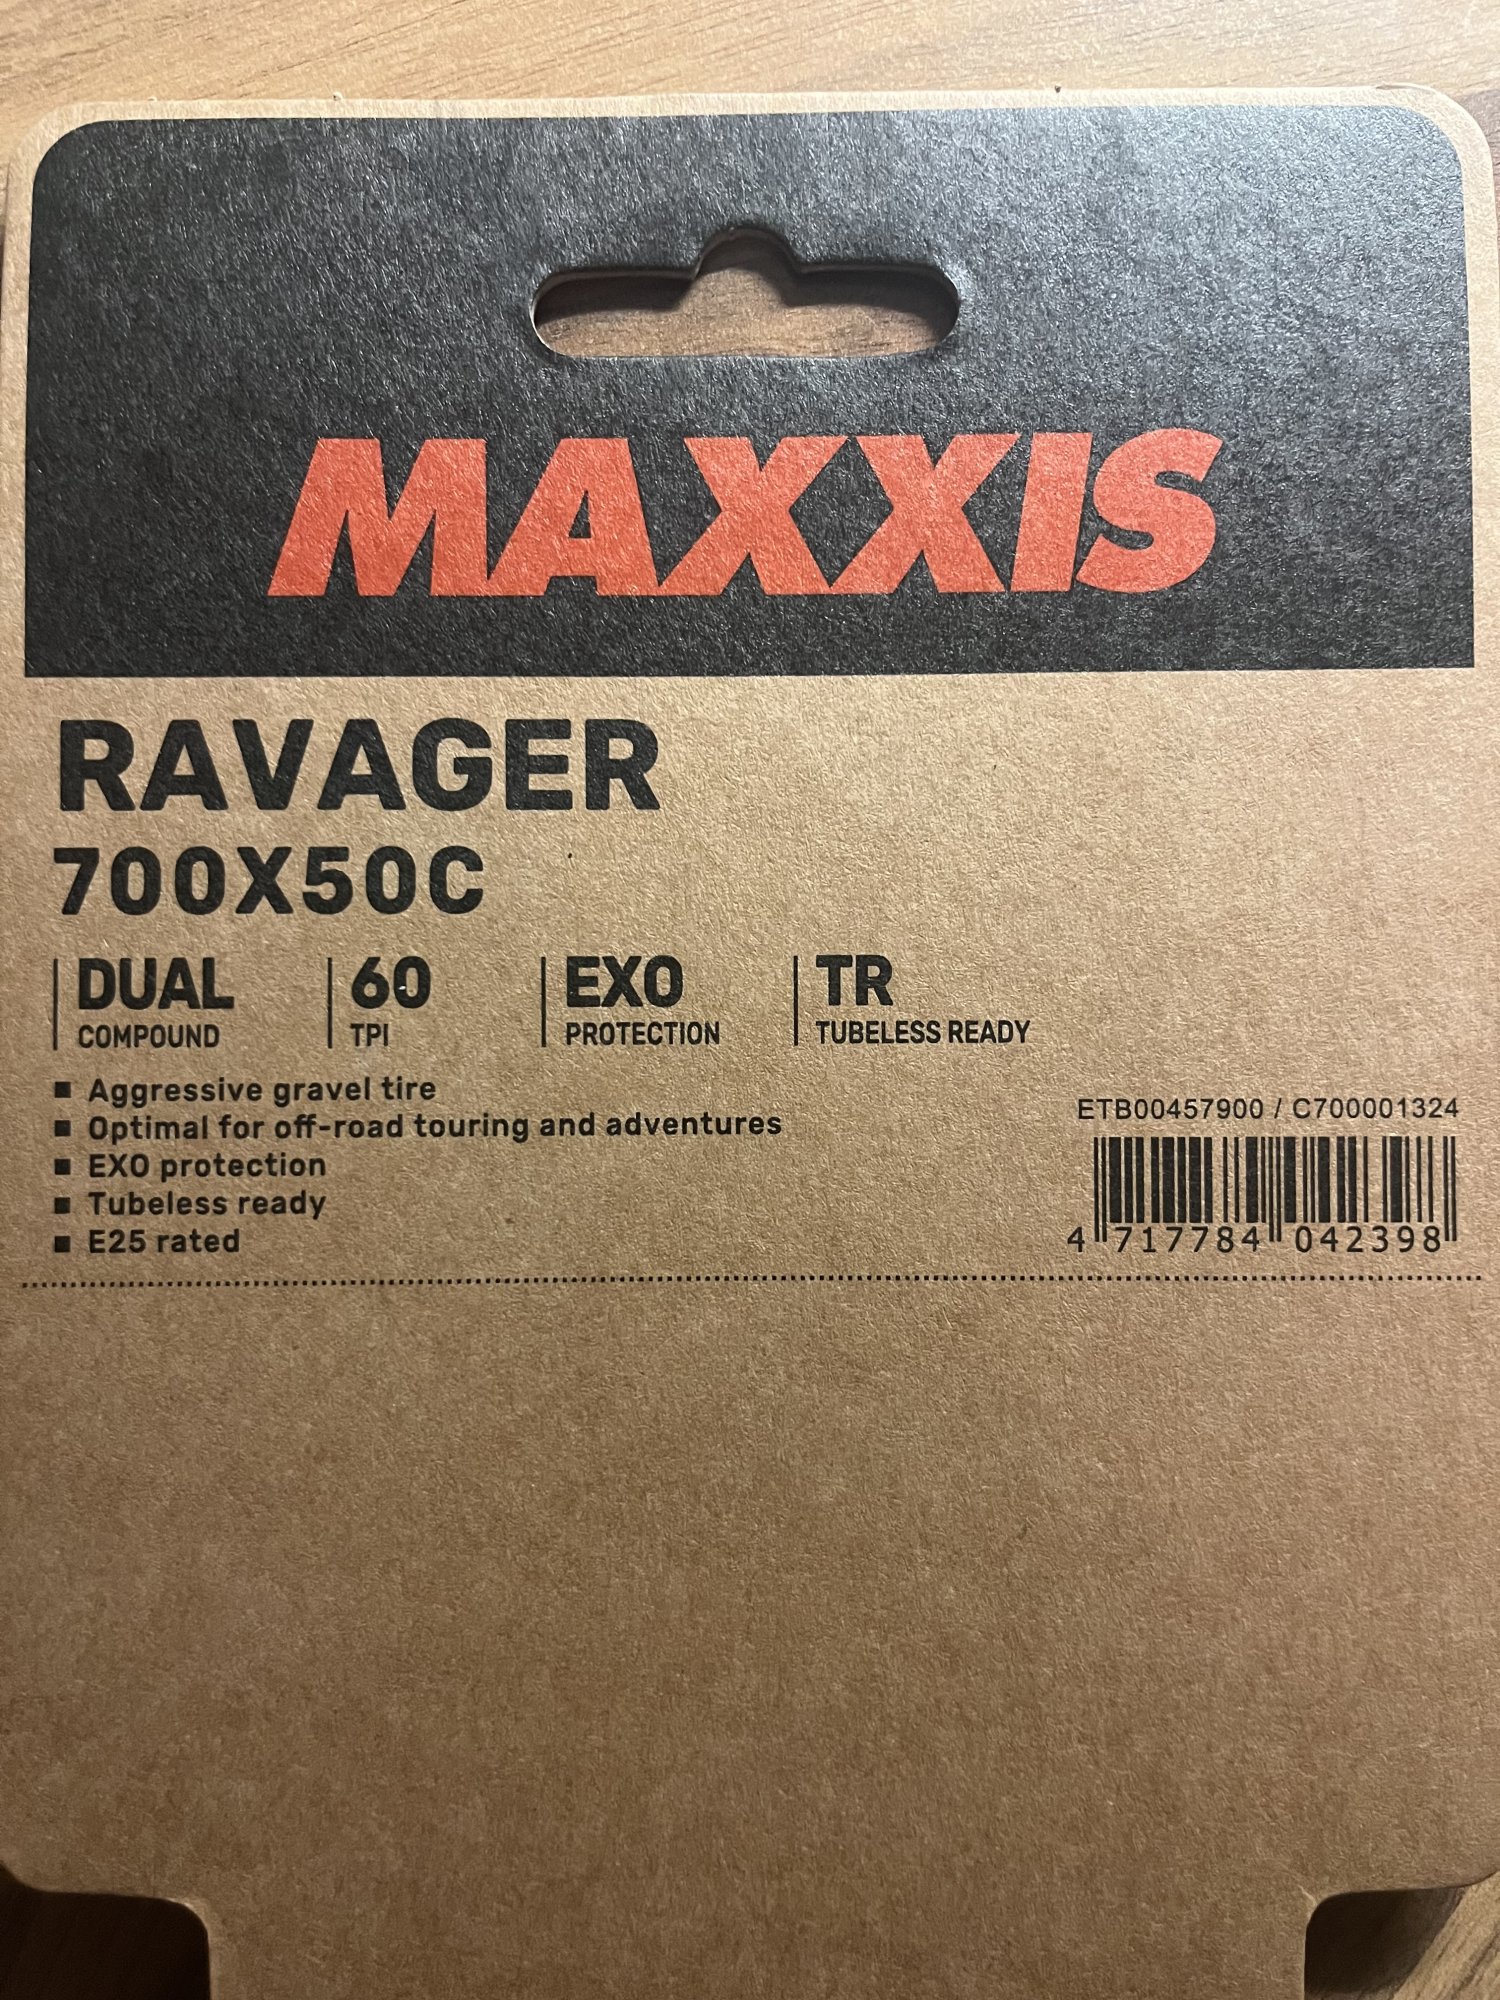 MAXXIS
RAVAGER
700X50C
DUAL
COMPOUND
60
TPI
EXO
PROTECTION
TR
TUBELESS READY
■ Aggressive gravel tire
■ Optimal for off-road touring and adventures
■ EXO protection
■ Tubeless ready
■ E25 rated
ETB00457900 / C700001324
4 717784 042398